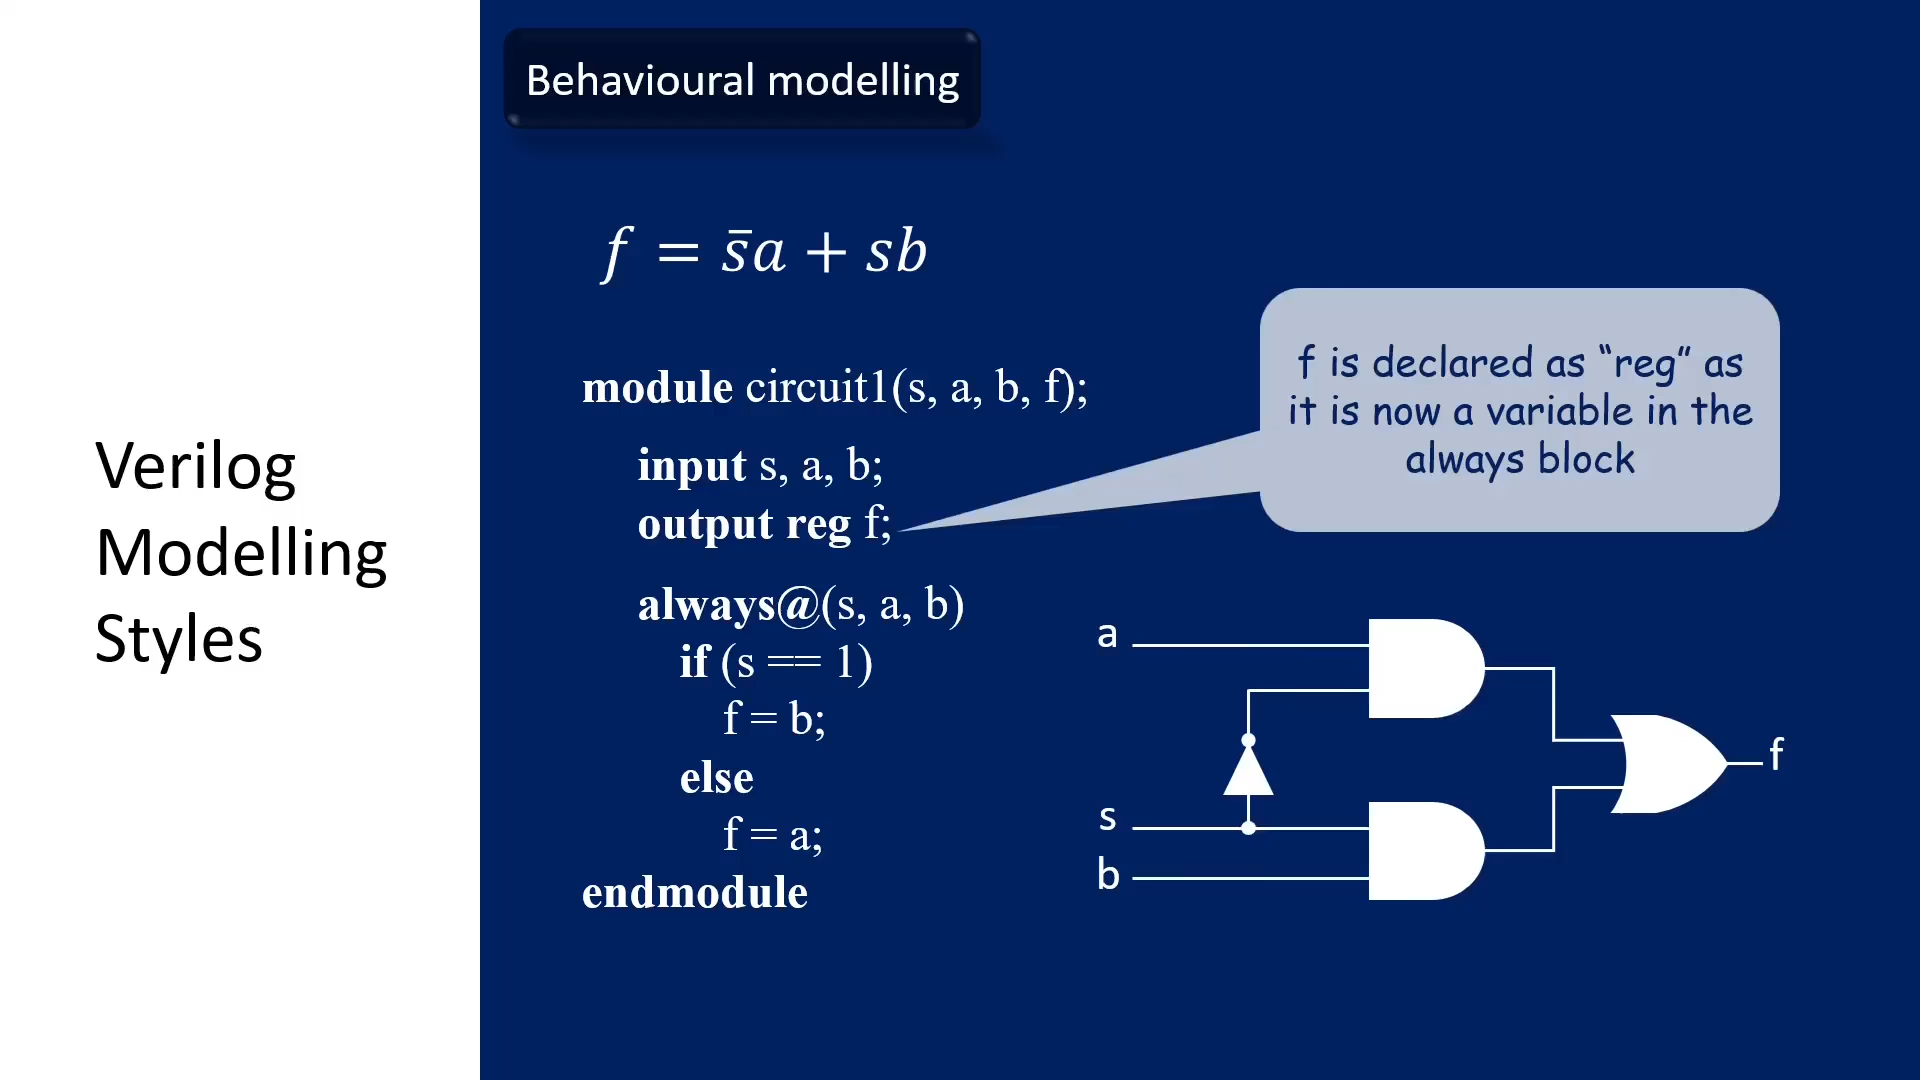 Verilog
Modelling
Styles
Behavioural modelling
f = s̄a + sb
module circuit1(s, a, b, f);
input s, a, b;
output reg f;
always@(s, a, b)
if (s == 1)
f = b;
else
f = a;
endmodule
f is declared as “reg” as
it is now a variable in the
always block
a
s
b
f